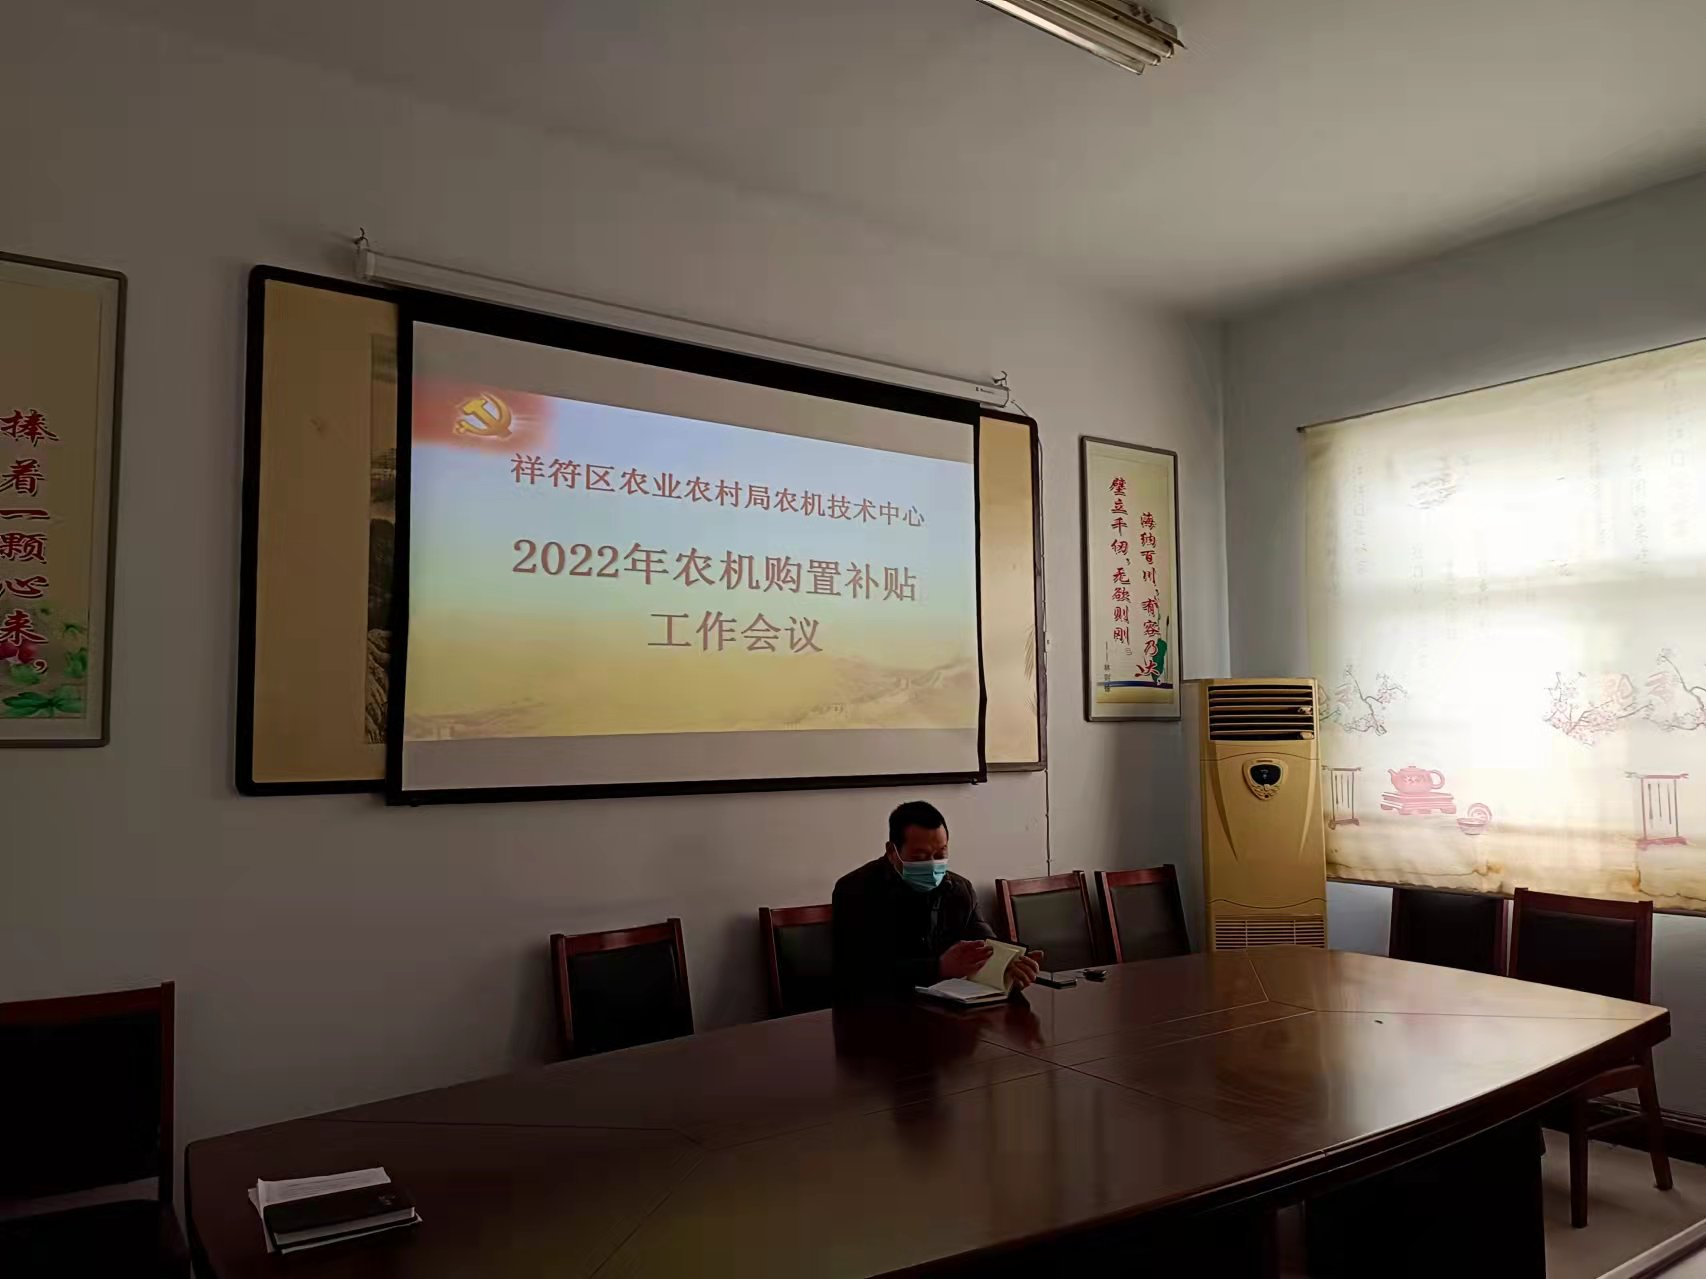 捧着一颗心来，
祥符区农业农村局农机技术中心
2022年农机购置补贴
工作会议
海纳百川，有容乃大，
壁立千仞，无欲则刚。